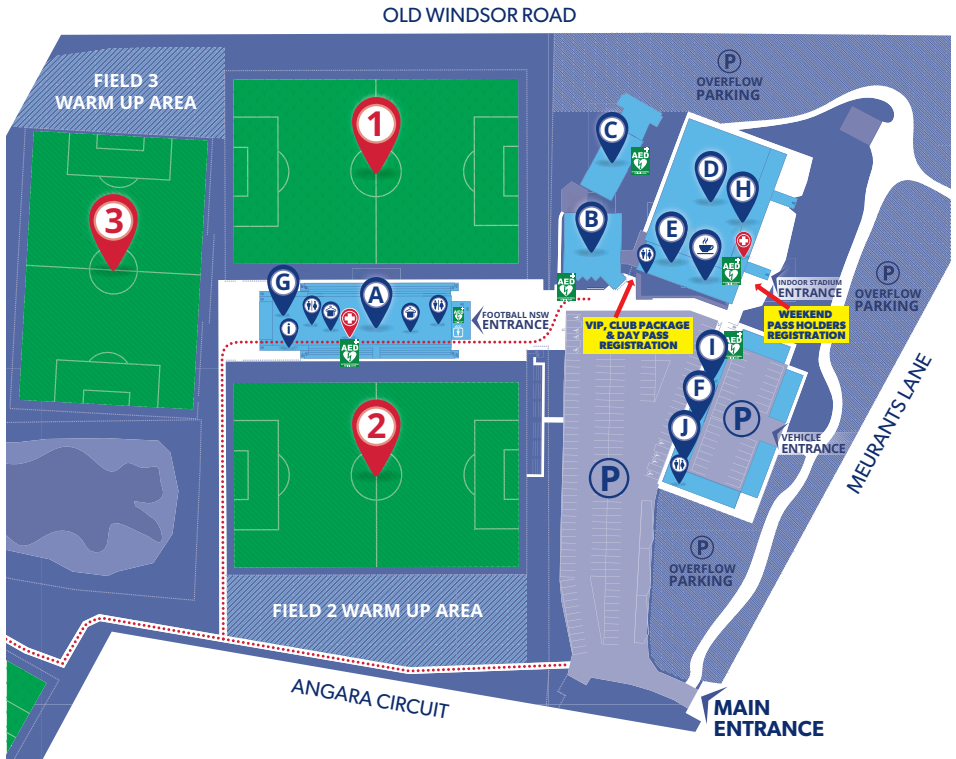 OLD WINDSOR ROAD
FIELD 3
WARM UP AREA
P
OVERFLOW
PARKING
1
C
AED
D
H
3
B
E
AED
G
A
i
AED
AED
AED
FOOTBALL NSW
ENTRANCE
INDOOR STADIUM
ENTRANCE
P
OVERFLOW
PARKING
VIP, CLUB PACKAGE
& DAY PASS
REGISTRATION
WEEKEND
PASS HOLDERS
REGISTRATION
I
AED
F
2
J
P
VEHICLE
ENTRANCE
MEURANTS LANE
P
P
OVERFLOW
PARKING
FIELD 2 WARM UP AREA
ANGARA CIRCUIT
MAIN
ENTRANCE